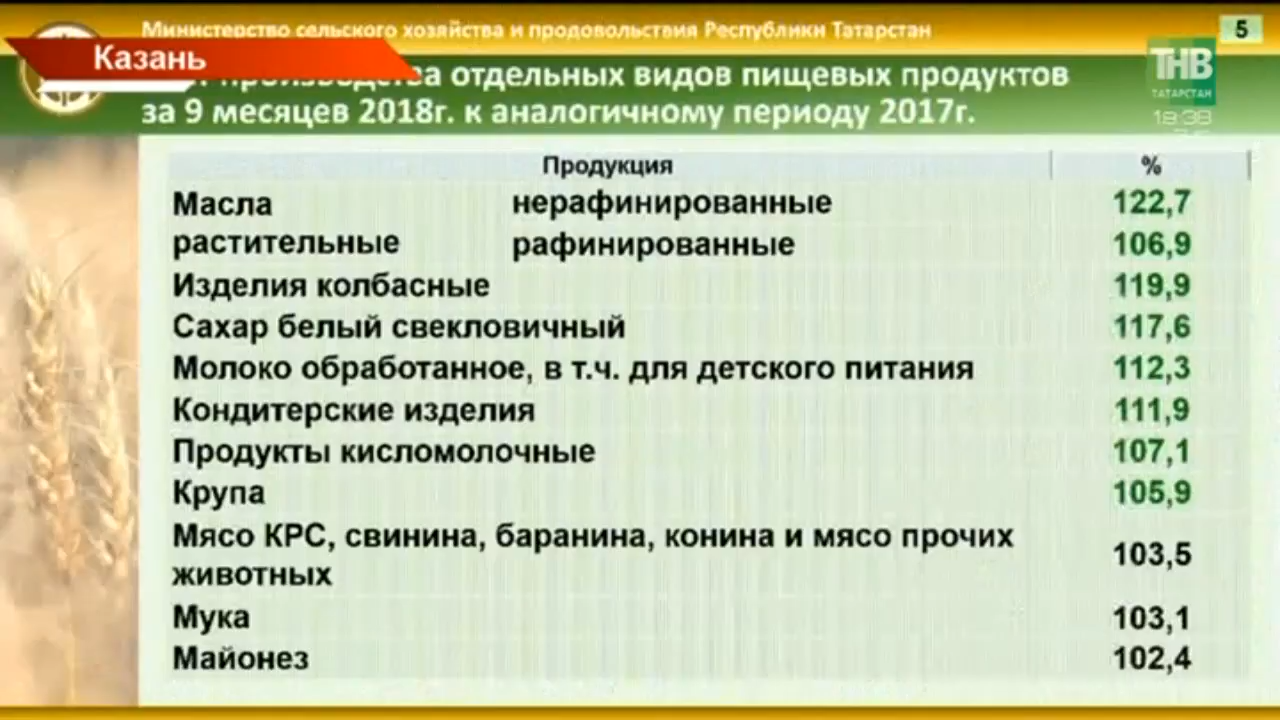 Министерство сельского хозяйства и продовольствия Республики Татарстан
5
Казань
производства отдельных видов пищевых продуктов
за 9 месяцев 2018г. к аналогичному периоду 2017г.
ТНВ
ТАТАРСТАН
18:38
Продукция %
Масла нерафинированные 122,7
растительные рафинированные 106,9
Изделия колбасные 119,9
Сахар белый свекловичный 117,6
Молоко обработанное, в т.ч. для детского питания 112,3
Кондитерские изделия 111,9
Продукты кисломолочные 107,1
Крупа 105,9
Мясо КРС, свинина, баранина, конина и мясо прочих
животных 103,5
Мука 103,1
Майонез 102,4